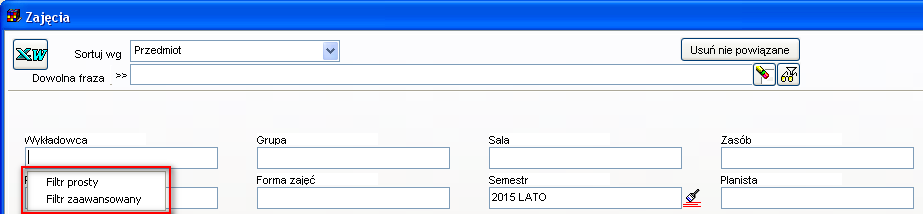 Zajęcia
XW Sortuj wg Przedmiot Usuń nie powiązane
Dowolna fraza >>
Wykładowca Grupa Sala Zasób
Forma zajęć Semestr Planista
2015 LATO
Filtr prosty
Filtr zaawansowany